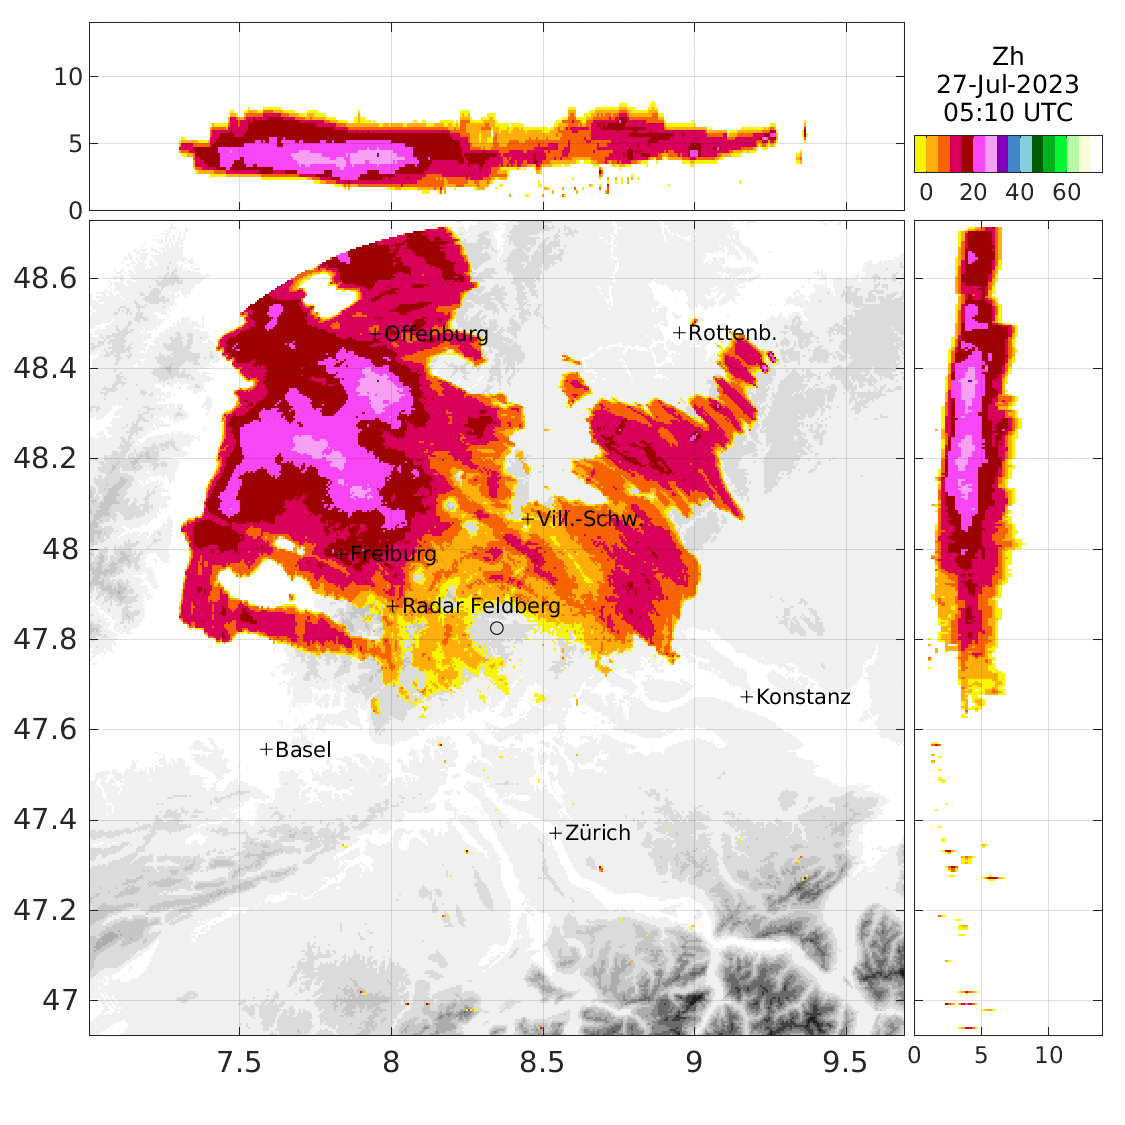 10
5
0
Zh
27-Jul-2023
05:10 UTC
0 20 40 60
48.6
48.4
48.2
48
47.8
47.6
47.4
47.2
47
Offenburg
Rottenb.
Vill.-Schw.
Freiburg
Radar Feldberg
Konstanz
Basel
Zürich
7.5 8 8.5 9 9.5
0 5 10